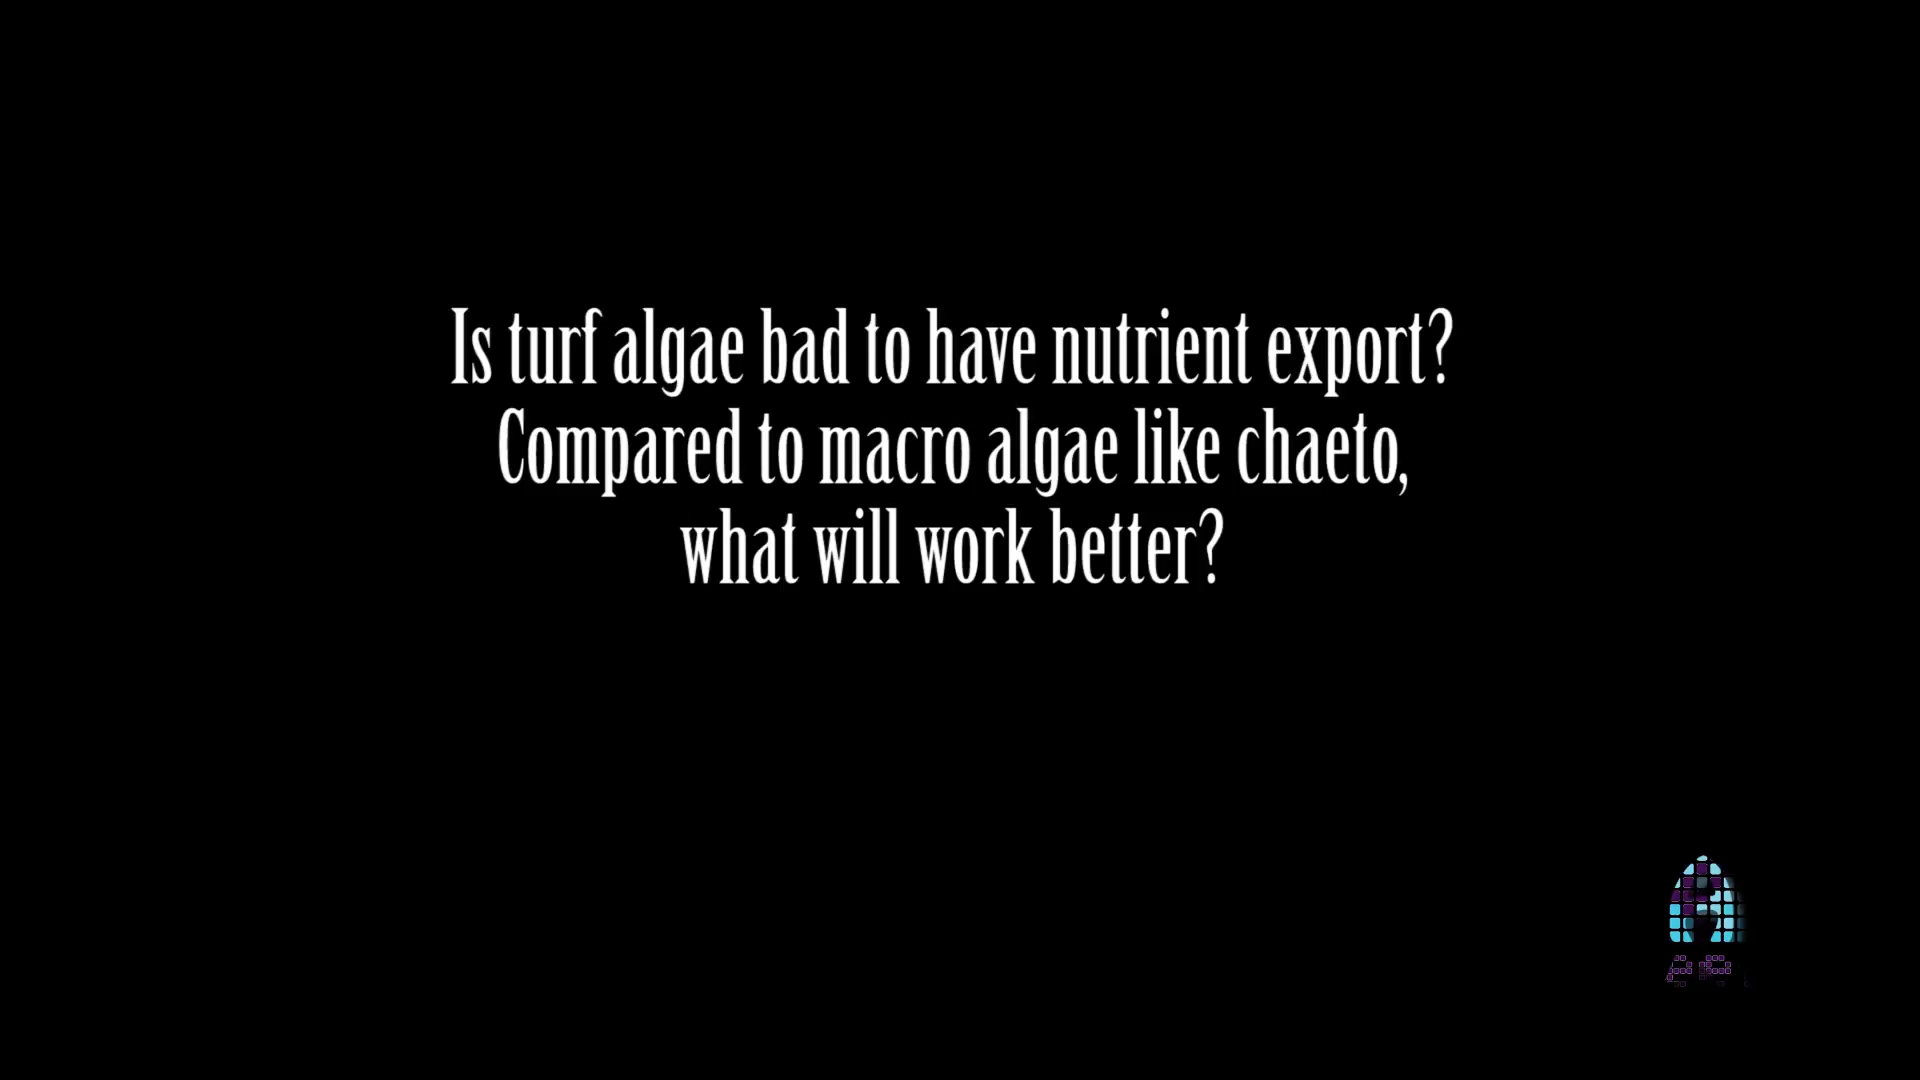 Is turf algae bad to have nutrient export?
Compared to macro algae like chaeto,
what will work better?